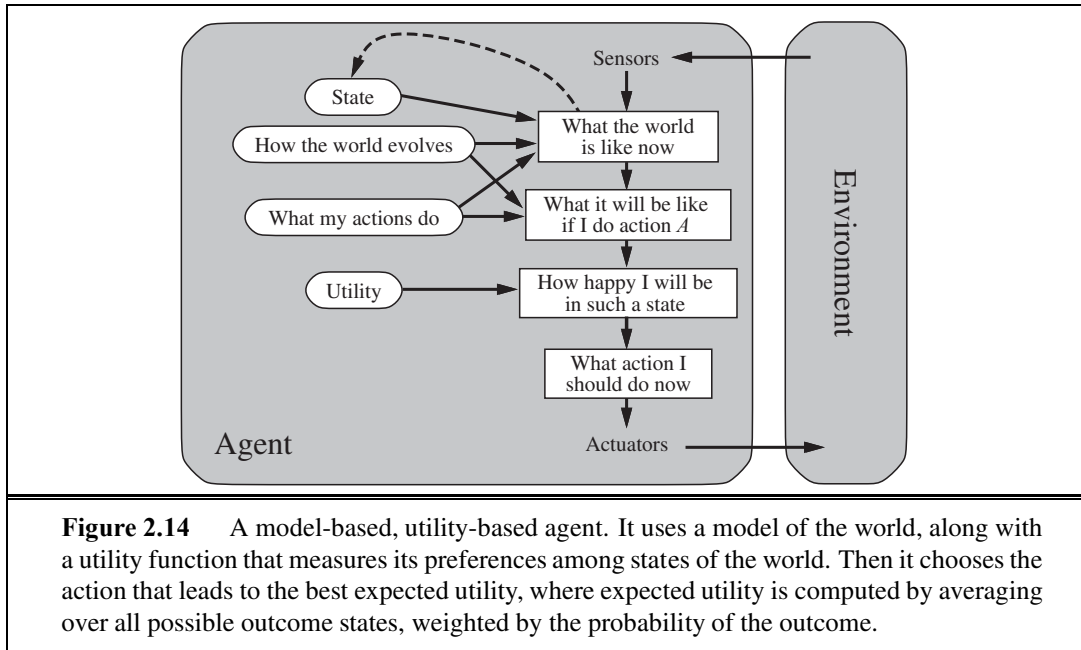 Sensors
State
What the world
is like now
How the world evolves
What it will be like
if I do action A
What my actions do
How happy I will be
in such a state
Utility
What action I
should do now
Agent
Actuators
Environment
Figure 2.14 A model-based, utility-based agent. It uses a model of the world, along with
a utility function that measures its preferences among states of the world. Then it chooses the
action that leads to the best expected utility, where expected utility is computed by averaging
over all possible outcome states, weighted by the probability of the outcome.